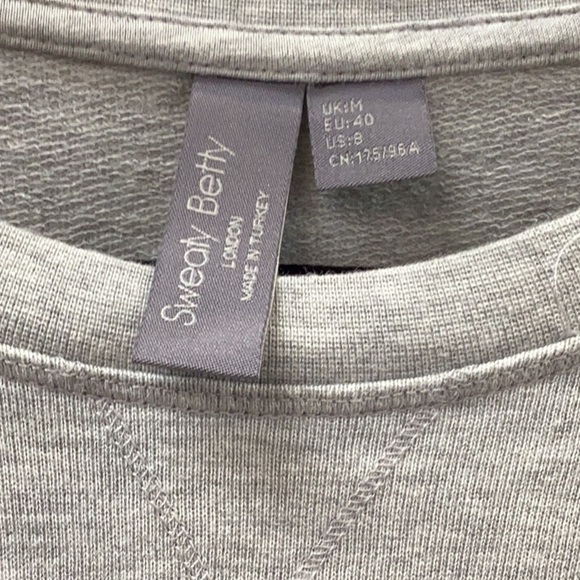 Sweaty Betty
LONDON
MADE IN TURKEY
UK:M
EU:40
US:8
CN:175/96A